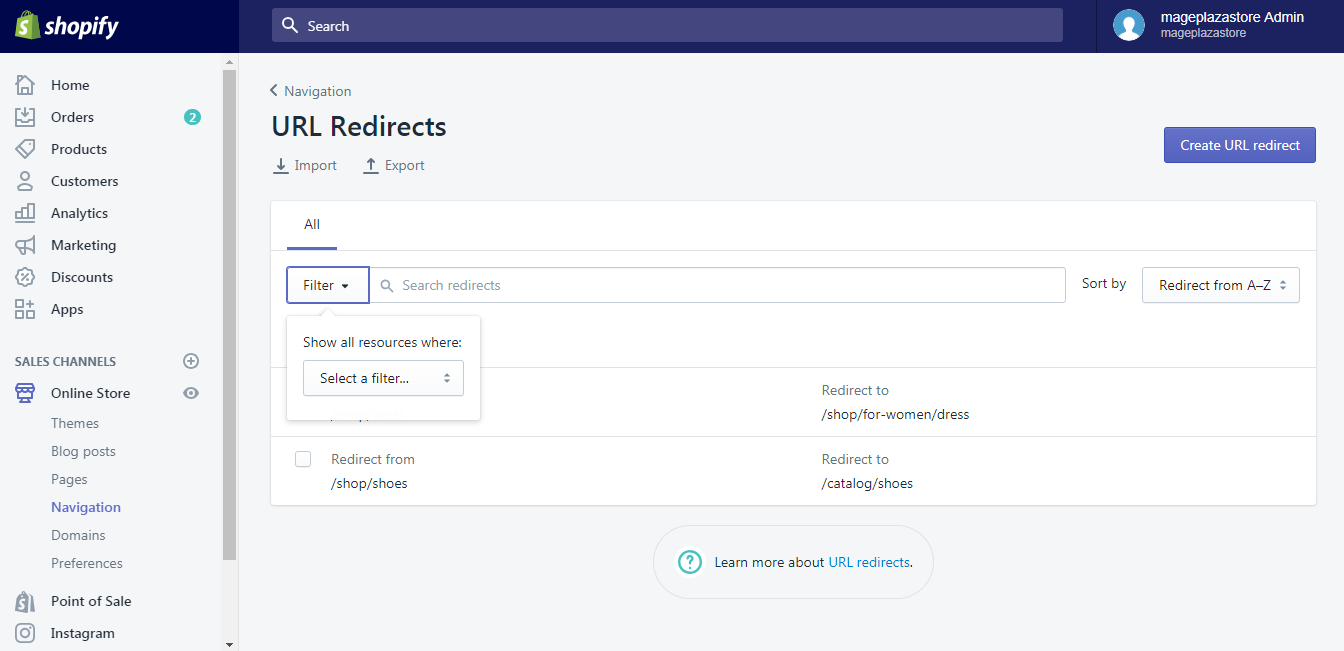 shopify
Search
mageplazastore Admin
mageplazastore
Home
Orders 2
Products
Customers
Analytics
Marketing
Discounts
Apps
SALES CHANNELS
Online Store
Themes
Blog posts
Pages
Navigation
Domains
Preferences
Point of Sale
Instagram
Navigation
URL Redirects
Import Export
Create URL redirect
All
Filter Search redirects Sort by Redirect from A–Z
Show all resources where:
Select a filter...
Redirect to
/shop/for-women/dress
Redirect from Redirect to
/shop/shoes /catalog/shoes
? Learn more about URL redirects.